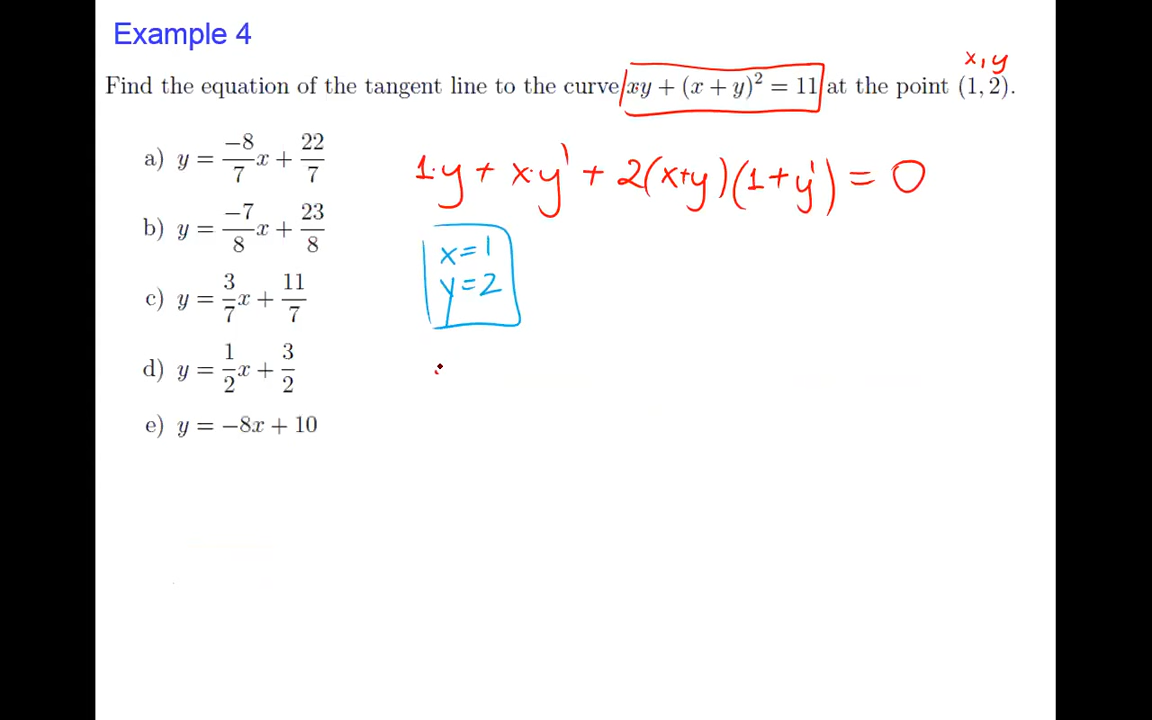 Example 4
x, y
Find the equation of the tangent line to the curve xy + (x + y)² = 11 at the point (1, 2).
a) y = -8/7 x + 22/7
1·y + x·y' + 2(x+y)(1+y') = 0
b) y = -7/8 x + 23/8
x=1
y=2
c) y = 3/7 x + 11/7
d) y = 1/2 x + 3/2
e) y = −8x + 10